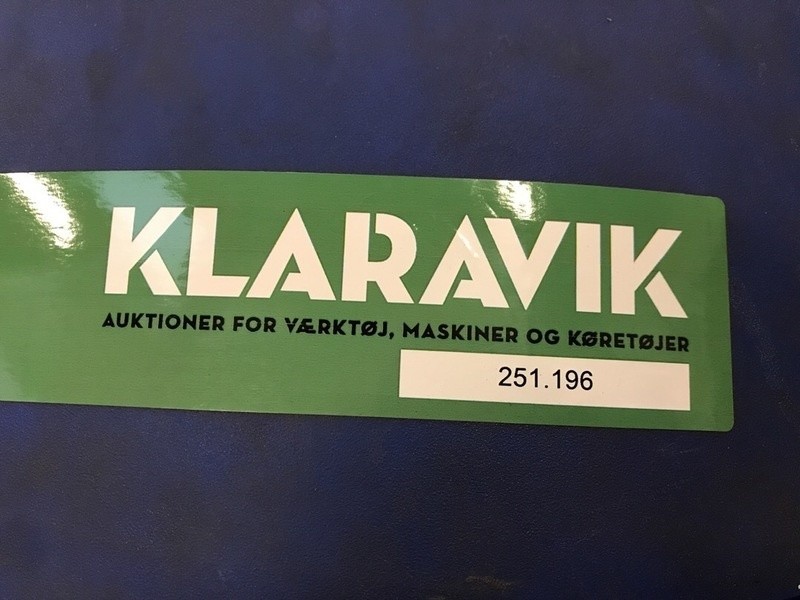 KLARAVIK
AUKTIONER FOR VÆRKTØJ, MASKINER OG KØRETØJER
251.196